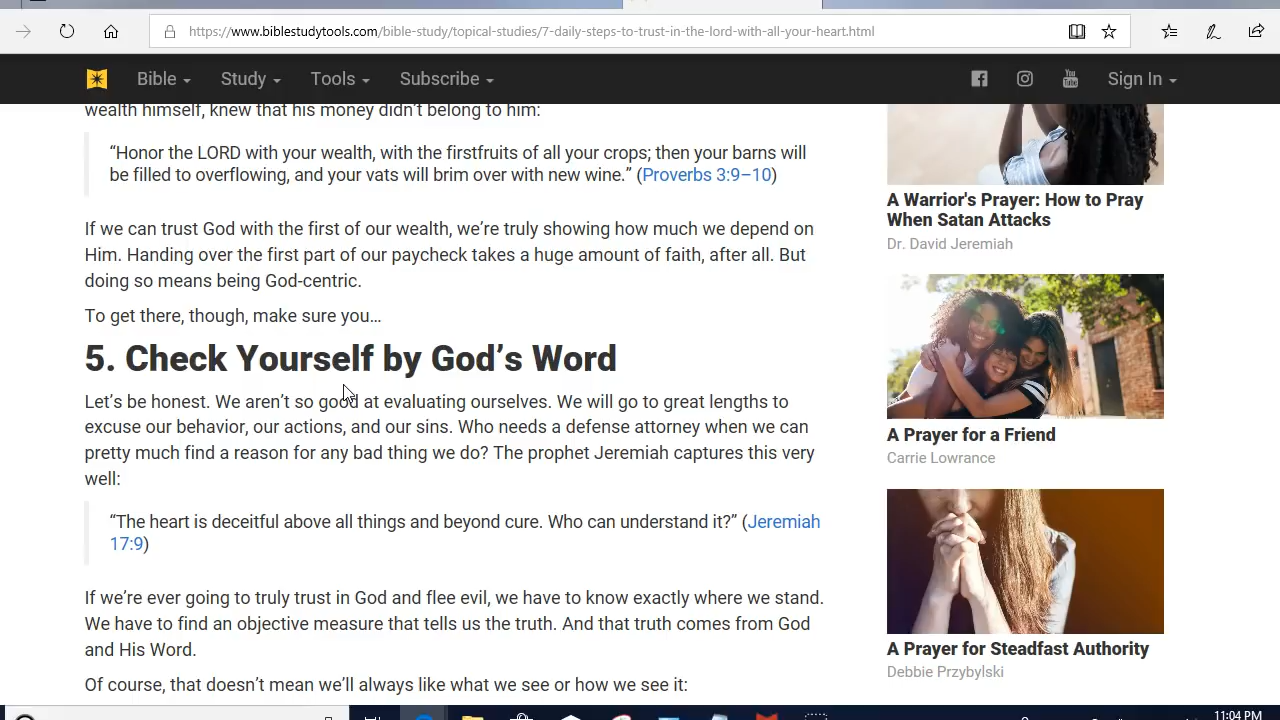 https://www.biblestudytools.com/bible-study/topical-studies/7-daily-steps-to-trust-in-the-lord-with-all-your-heart.html
Bible Study Tools Subscribe You Tube Sign In
wealth himself, knew that his money didn’t belong to him:
“Honor the LORD with your wealth, with the firstfruits of all your crops; then your barns will
be filled to overflowing, and your vats will brim over with new wine.” (Proverbs 3:9–10)
If we can trust God with the first of our wealth, we’re truly showing how much we depend on
Him. Handing over the first part of our paycheck takes a huge amount of faith, after all. But
doing so means being God-centric.
To get there, though, make sure you…
5. Check Yourself by God’s Word
Let’s be honest. We aren’t so good at evaluating ourselves. We will go to great lengths to
excuse our behavior, our actions, and our sins. Who needs a defense attorney when we can
pretty much find a reason for any bad thing we do? The prophet Jeremiah captures this very
well:
“The heart is deceitful above all things and beyond cure. Who can understand it?” (Jeremiah
17:9)
If we’re ever going to truly trust in God and flee evil, we have to know exactly where we stand.
We have to find an objective measure that tells us the truth. And that truth comes from God
and His Word.
Of course, that doesn’t mean we’ll always like what we see or how we see it:
A Warrior's Prayer: How to Pray
When Satan Attacks
Dr. David Jeremiah
A Prayer for a Friend
Carrie Lowrance
A Prayer for Steadfast Authority
Debbie Przybylski
11:04 PM